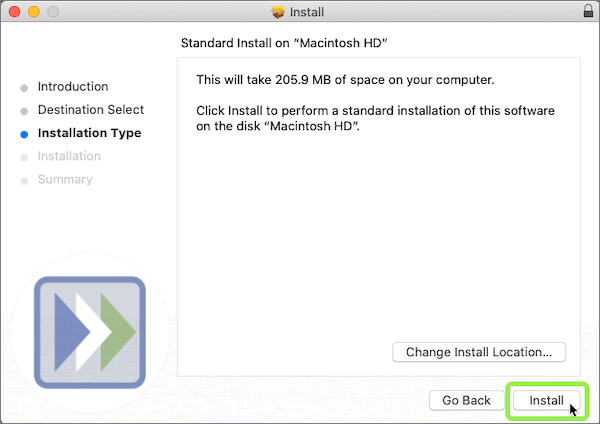 Install
Standard Install on “Macintosh HD”
Introduction
Destination Select
Installation Type
Installation
Summary
This will take 205.9 MB of space on your computer.
Click Install to perform a standard installation of this software
on the disk “Macintosh HD”.
Change Install Location...
Go Back
Install